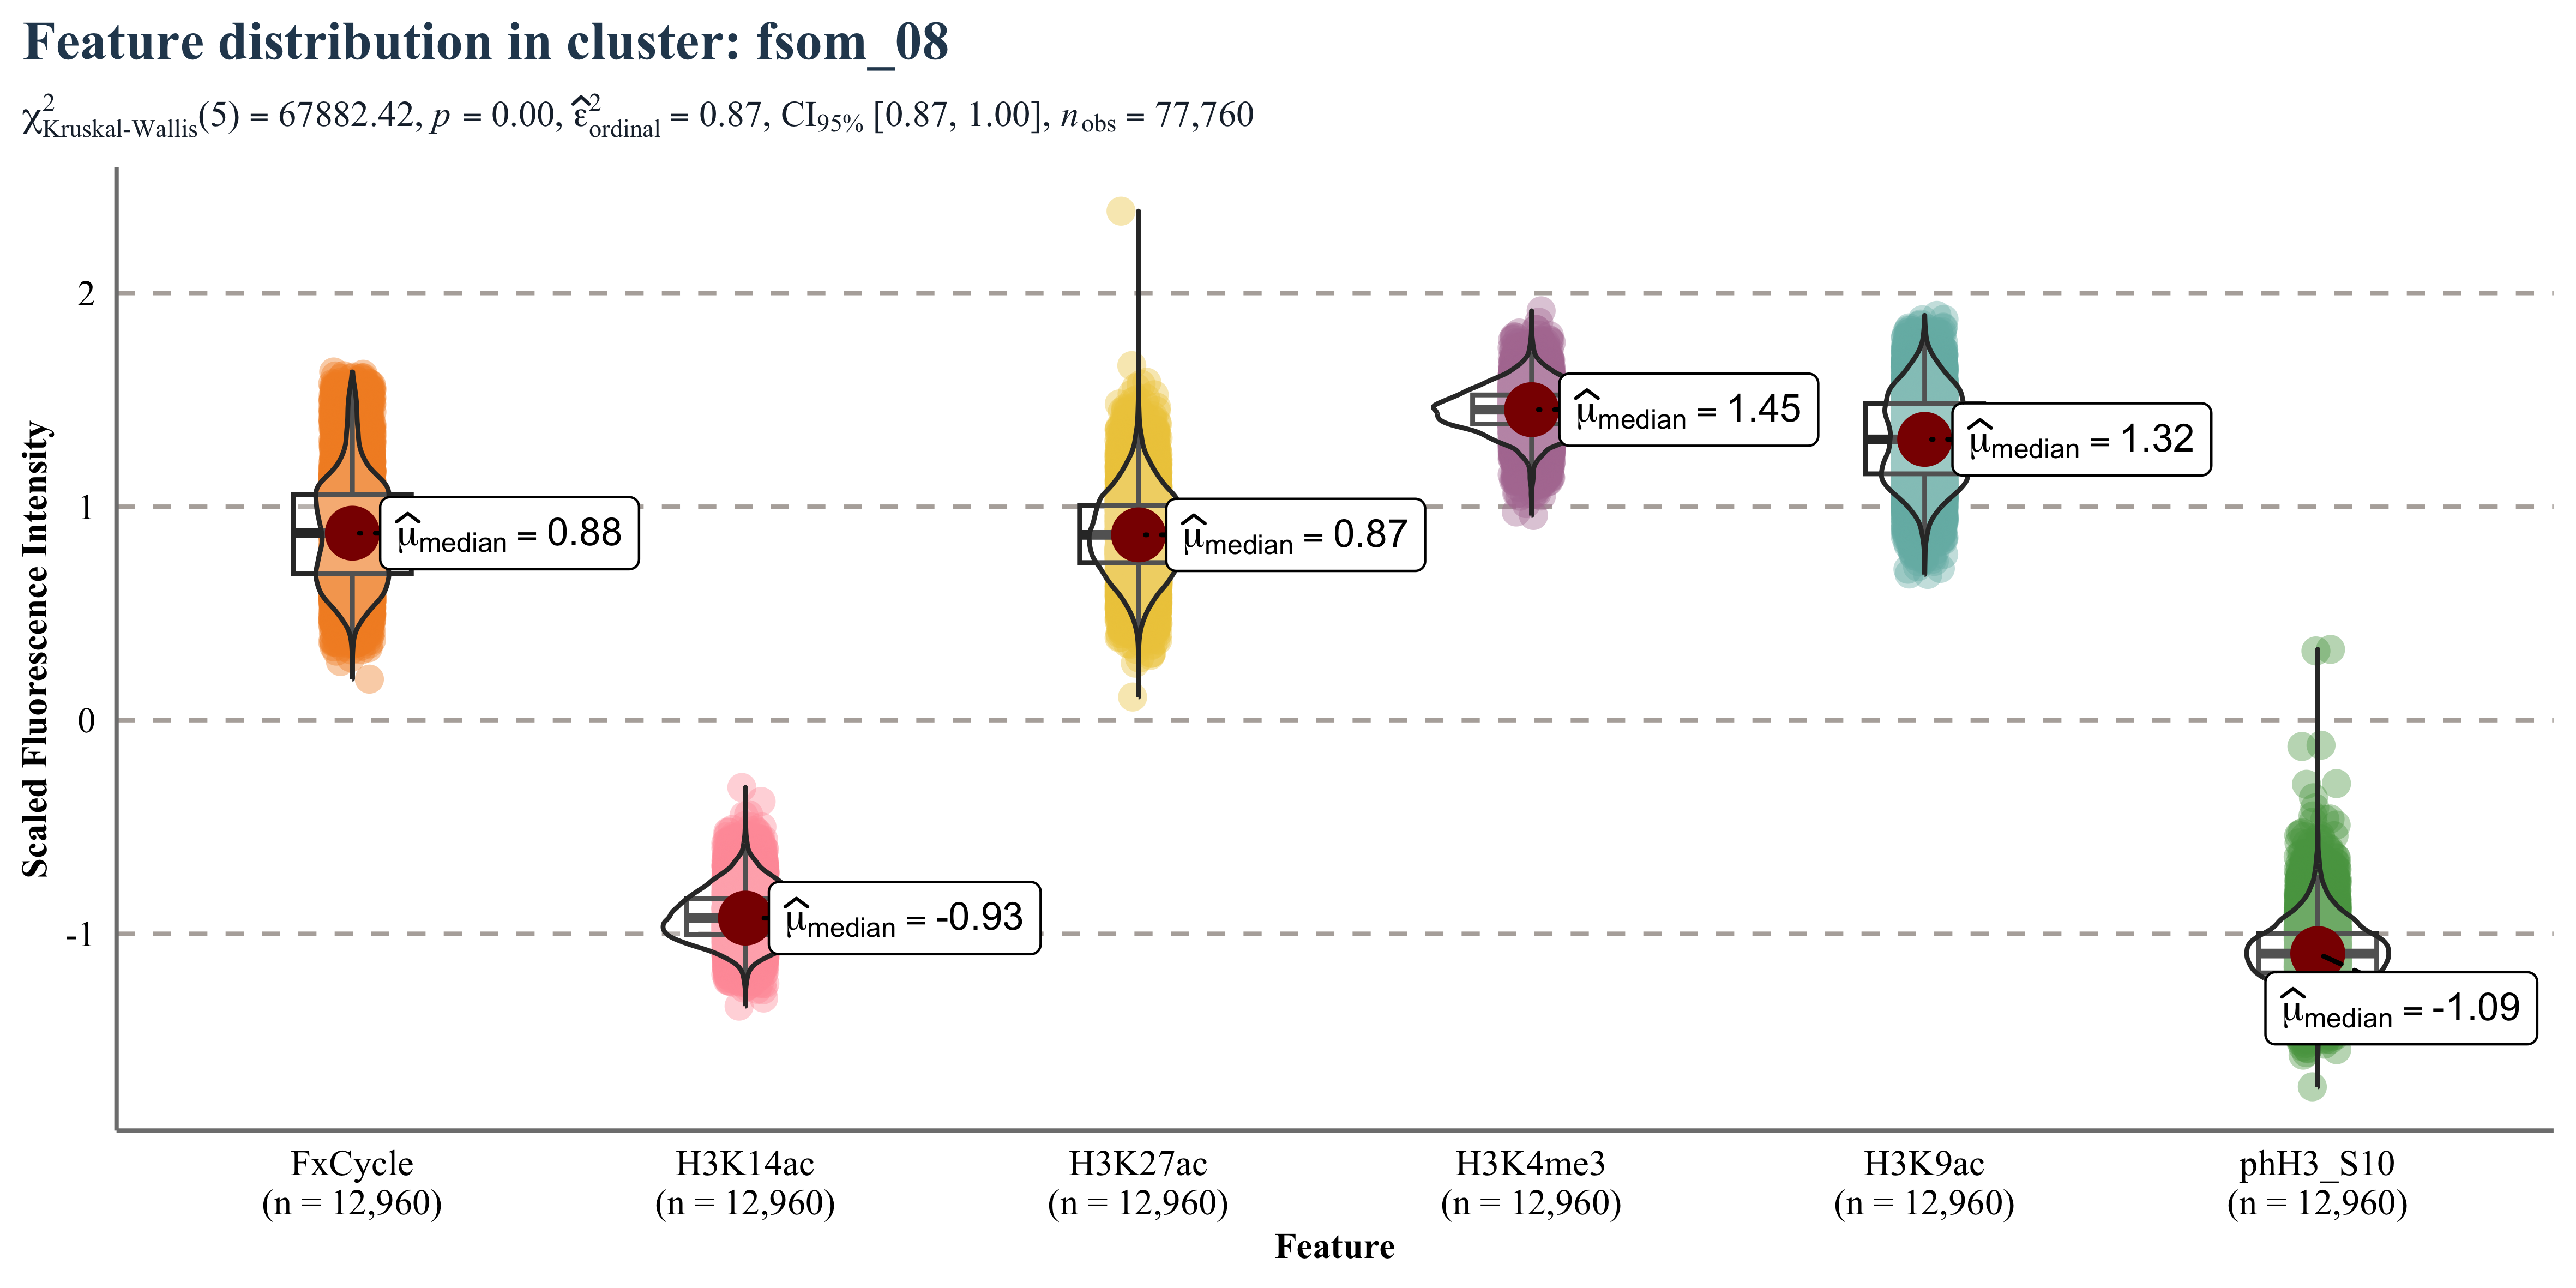 Feature distribution in cluster: fsom_08
χ²Kruskal-Wallis(5) = 67882.42, p = 0.00, ε̂²ordinal = 0.87, CI95% [0.87, 1.00], nobs = 77,760
Scaled Fluorescence Intensity
2
1
0
-1
μ̂median = 0.88
μ̂median = -0.93
μ̂median = 0.87
μ̂median = 1.45
μ̂median = 1.32
μ̂median = -1.09
FxCycle
(n = 12,960)
H3K14ac
(n = 12,960)
H3K27ac
(n = 12,960)
H3K4me3
(n = 12,960)
H3K9ac
(n = 12,960)
phH3_S10
(n = 12,960)
Feature